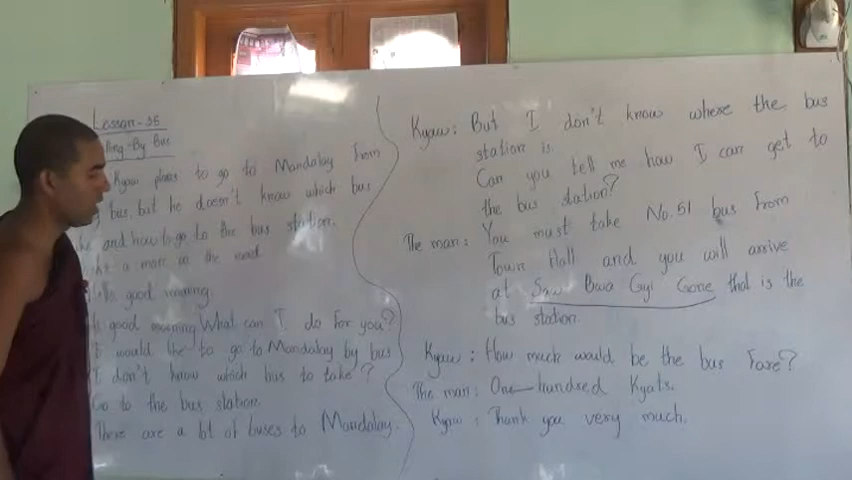 Lesson-36
Ring-By Bus
Kyaw plans to go to Mandalay From
bus, but he doesn't know which bus
and how to go to the bus station.
a man on the road
Hello good morning.
good morning. What can I do for you?
I would like to go to Mandalay by bus
I don't know which bus to take?
Go to the bus station.
There are a lot of buses to Mandalay.
Kyaw: But I don't know where the bus
station is.
Can you tell me how I can get to
the bus station?
The man: You must take No.51 bus From
Town Hall and you will arrive
at Saw Bwa Gyi Gone that is the
bus station.
Kyaw: How much would be the bus Fare?
The man: One-hundred Kyats.
Kyaw: Thank you very much.